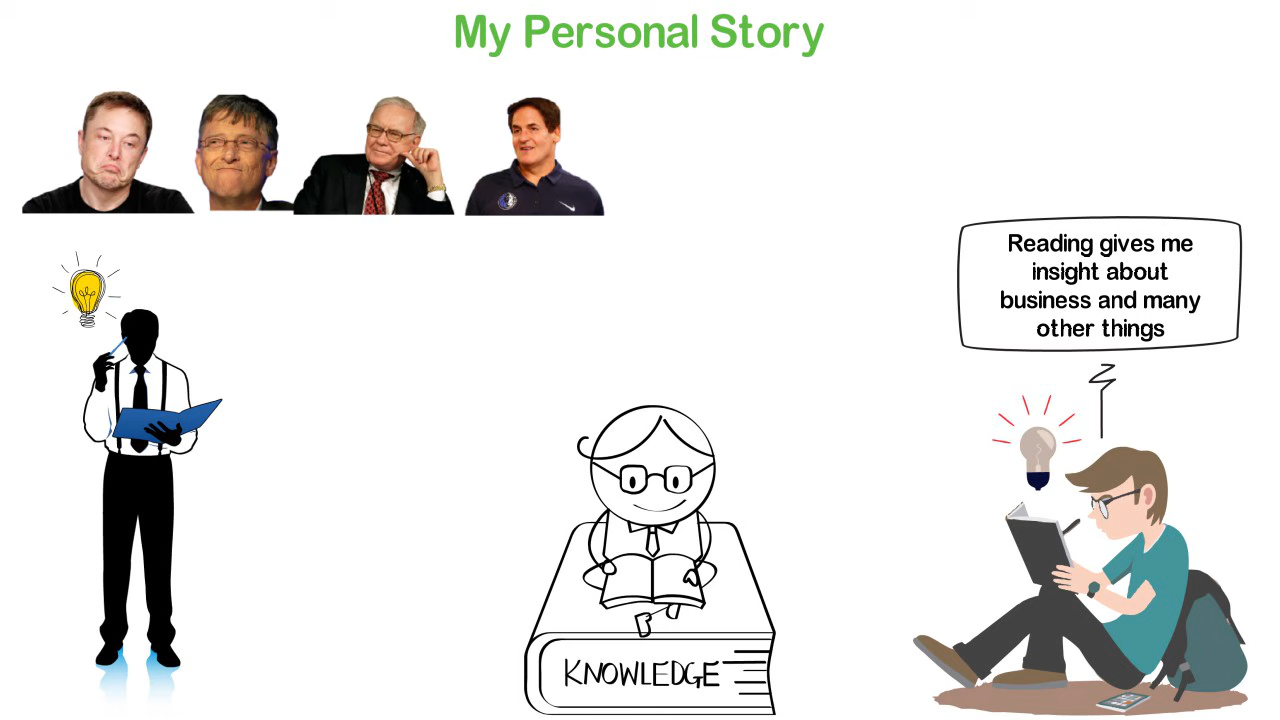 My Personal Story
Reading gives me
insight about
business and many
other things
KNOWLEDGE